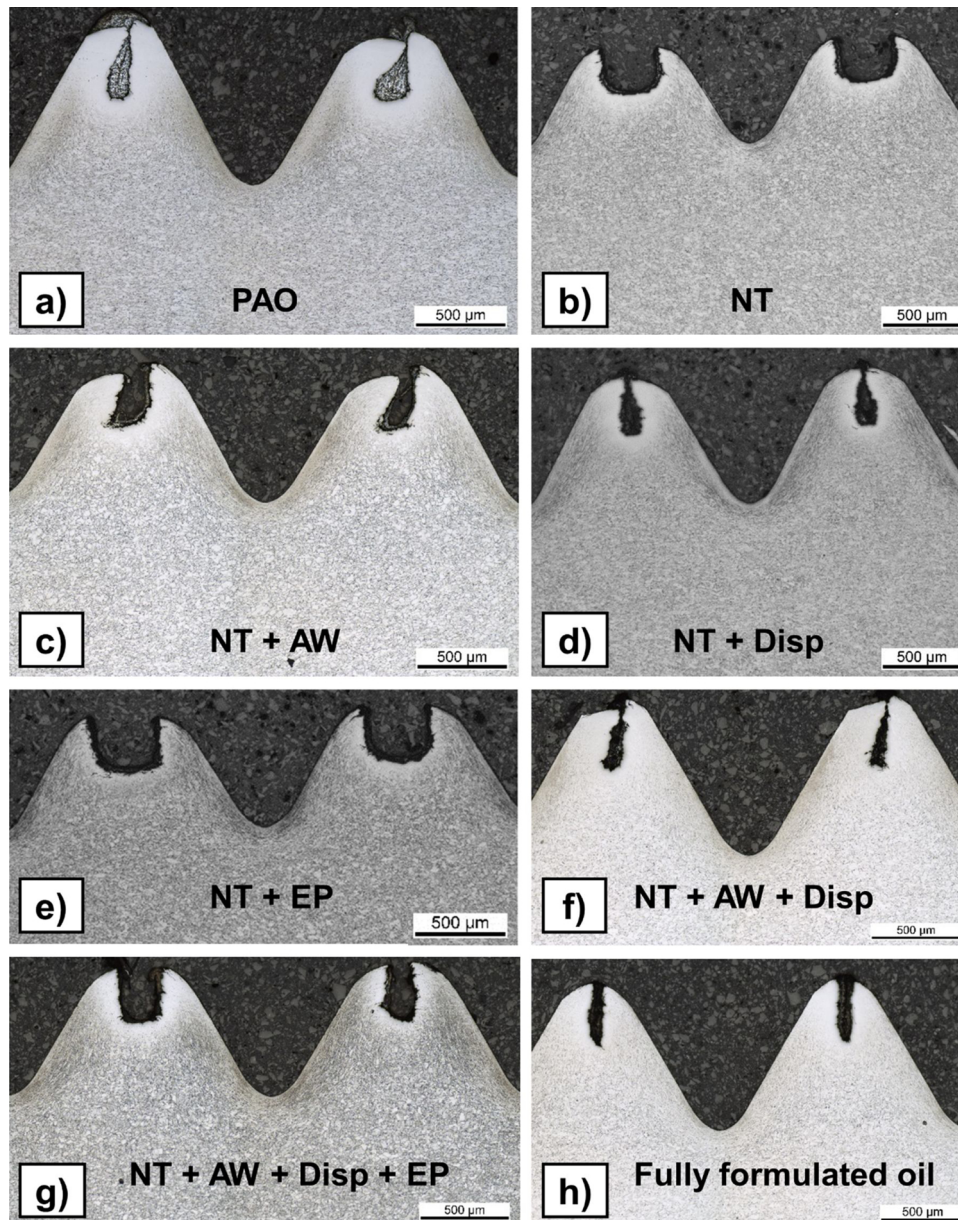 a)
PAO
500 µm
b)
NT
500 µm
c)
NT + AW
500 µm
d)
NT + Disp
500 µm
e)
NT + EP
500 µm
f)
NT + AW + Disp
500 µm
g)
NT + AW + Disp + EP
500 µm
h)
Fully formulated oil
500 µm